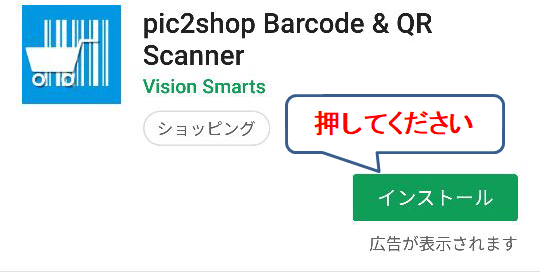 pic2shop Barcode & QR
Scanner
Vision Smarts
ショッピング
押してください
インストール
広告が表示されます